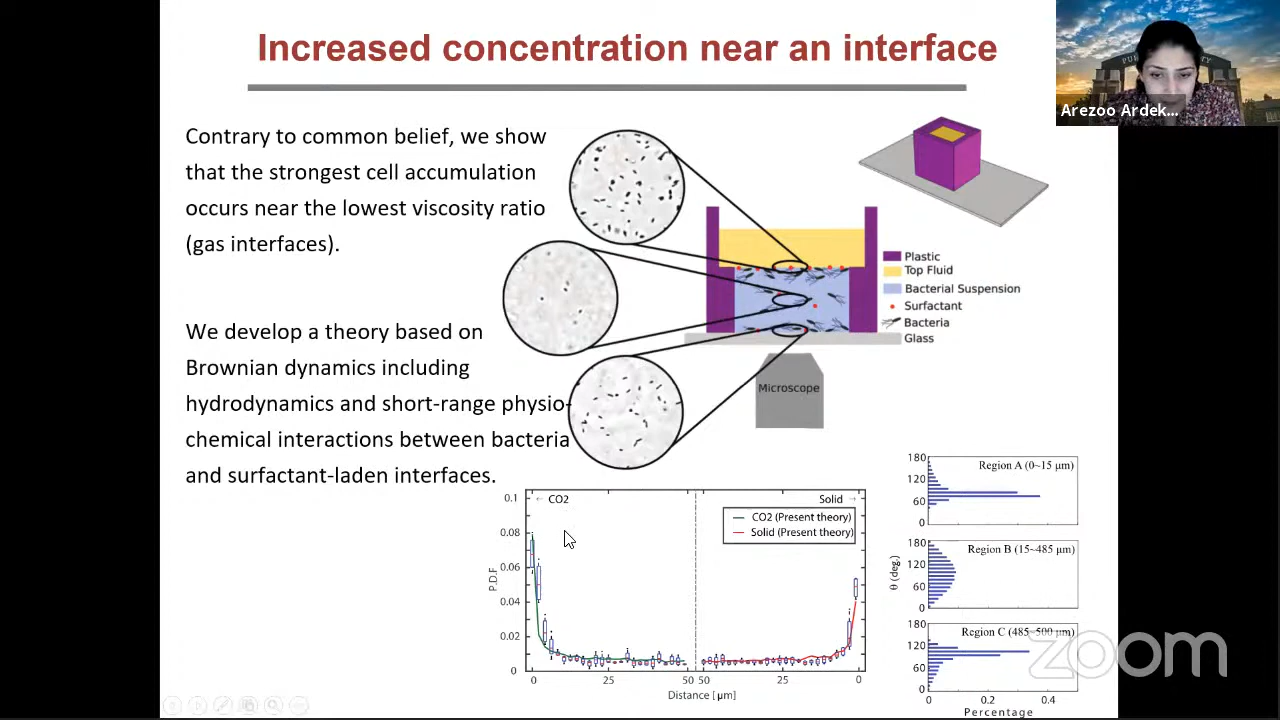 Increased concentration near an interface
Arezoo Ardek...
Contrary to common belief, we show
that the strongest cell accumulation
occurs near the lowest viscosity ratio
(gas interfaces).
We develop a theory based on
Brownian dynamics including
hydrodynamics and short-range physio-
chemical interactions between bacteria
and surfactant-laden interfaces.
Plastic
Top Fluid
Bacterial Suspension
Surfactant
Bacteria
Glass
Microscope
0.1
0.08
0.06
0.04
0.02
0
P.D.F
← CO2
Solid →
CO2 (Present theory)
Solid (Present theory)
0 25 50 50 25 0
Distance [µm]
180
120
60
0
Region A (0~15 µm)
180
120
60
0
Region B (15~485 µm)
θ (deg.)
180
120
60
0
Region C (485~500 µm)
0 0.2 0.4
Percentage
zoom